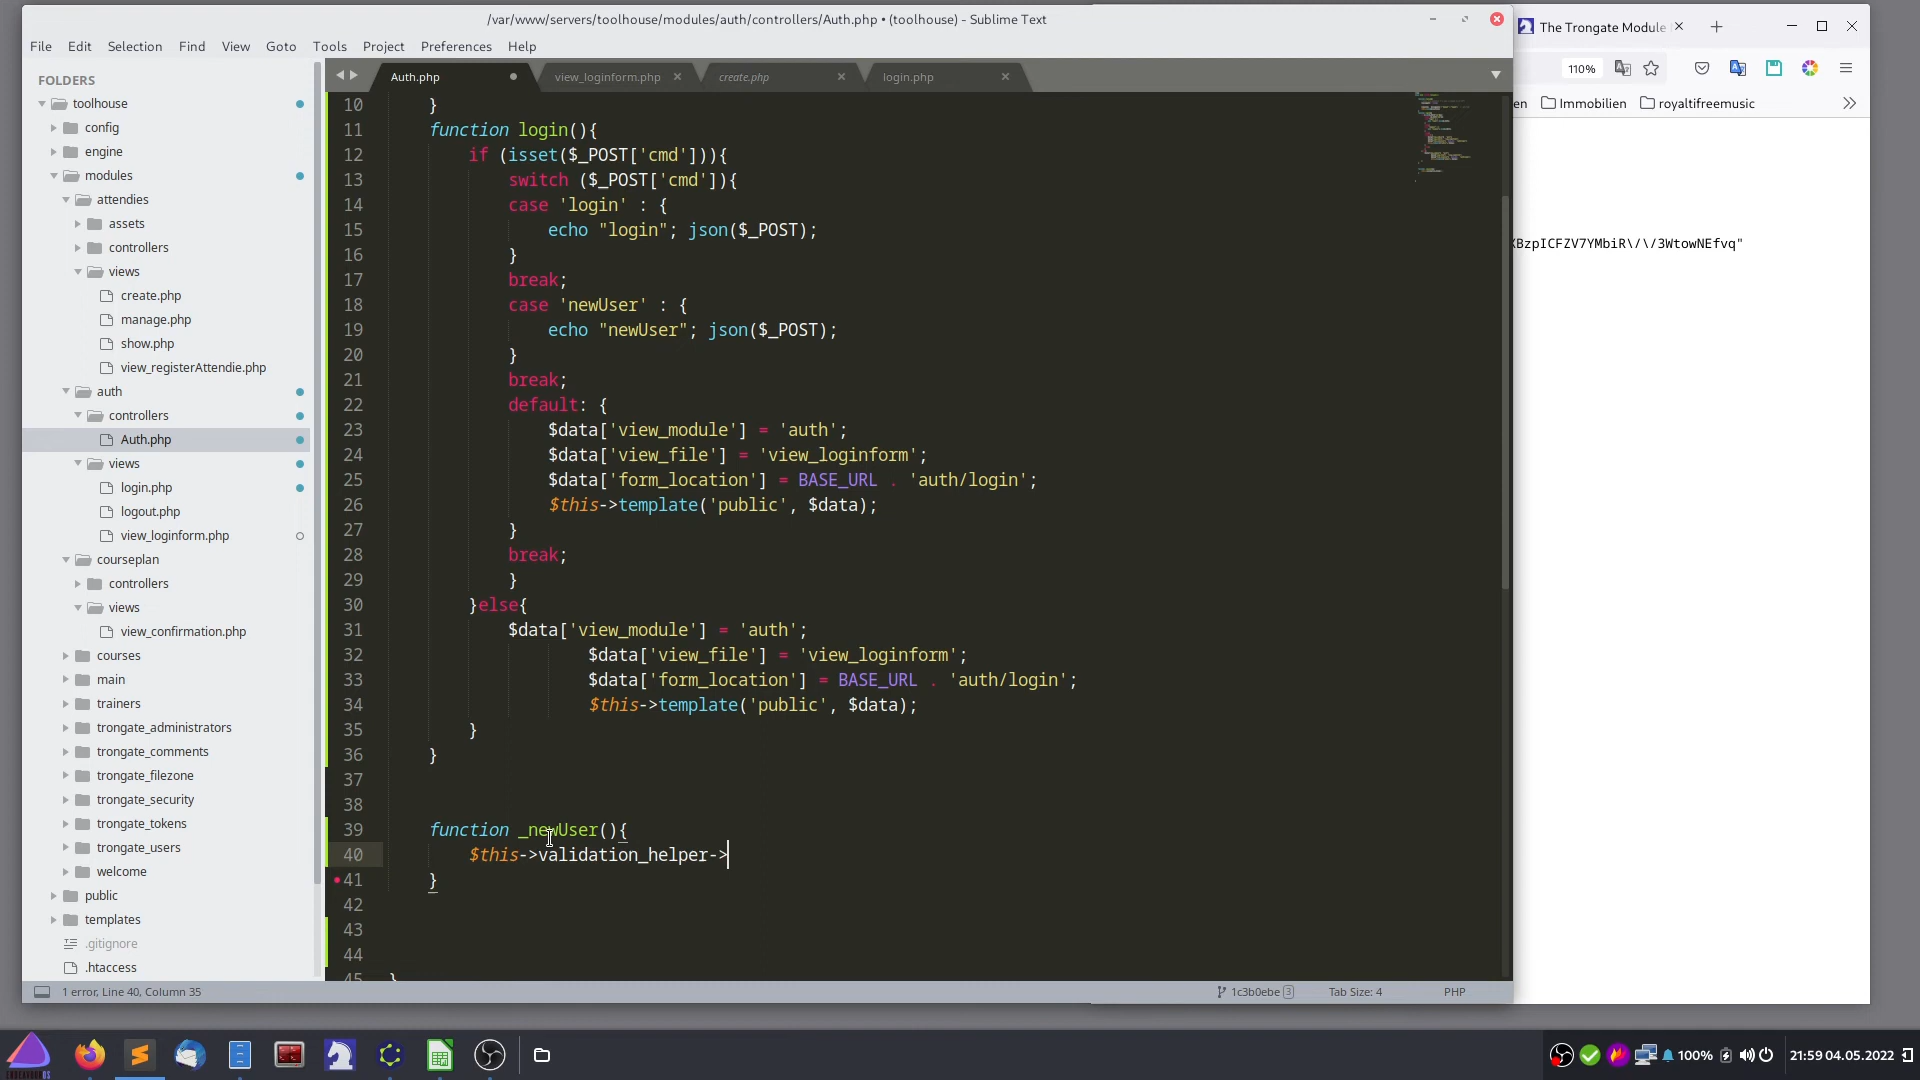 /var/www/servers/toolhouse/modules/auth/controllers/Auth.php • (toolhouse) - Sublime Text
File Edit Selection Find View Goto Tools Project Preferences Help
FOLDERS
toolhouse
config
engine
modules
attendies
assets
controllers
views
create.php
manage.php
show.php
view_registerAttendie.php
auth
controllers
Auth.php
views
login.php
logout.php
view_loginform.php
courseplan
controllers
views
view_confirmation.php
courses
main
trainers
trongate_administrators
trongate_comments
trongate_filezone
trongate_security
trongate_tokens
trongate_users
welcome
public
templates
.gitignore
.htaccess
Auth.php view_loginform.php create.php login.php
10 }
11 function login(){
12 if (isset($_POST['cmd'])){
13 switch ($_POST['cmd']){
14 case 'login' : {
15 echo "login"; json($_POST);
16 }
17 break;
18 case 'newUser' : {
19 echo "newUser"; json($_POST);
20 }
21 break;
22 default: {
23 $data['view_module'] = 'auth';
24 $data['view_file'] = 'view_loginform';
25 $data['form_location'] = BASE_URL . 'auth/login';
26 $this->template('public', $data);
27 }
28 break;
29 }
30 }else{
31 $data['view_module'] = 'auth';
32 $data['view_file'] = 'view_loginform';
33 $data['form_location'] = BASE_URL . 'auth/login';
34 $this->template('public', $data);
35 }
36 }
37
38
39 function _newUser(){
40 $this->validation_helper->
41 }
42
43
44
45 }
1 error, Line 40, Column 35
1c3b0ebe 3 Tab Size: 4 PHP
The Trongate Module
110%
en Immobilien royaltifreemusic
XBzpICFZV7YMbiR\/\/3WtowNEfvq"
100% 21:59 04.05.2022